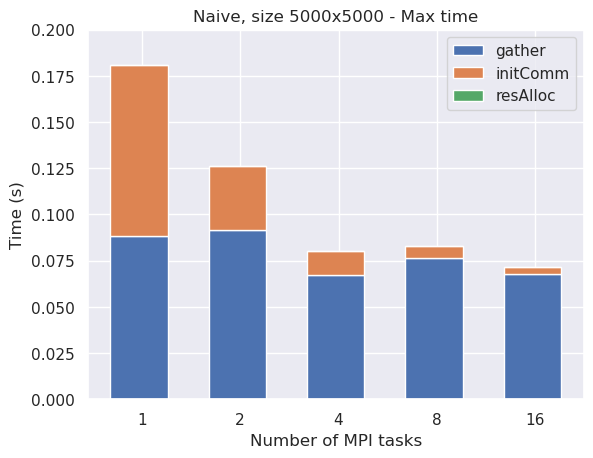 Naive, size 5000x5000 - Max time
0.200
0.175
0.150
0.125
0.100
0.075
0.050
0.025
0.000
Time (s)
gather
initComm
resAlloc
1 2 4 8 16
Number of MPI tasks